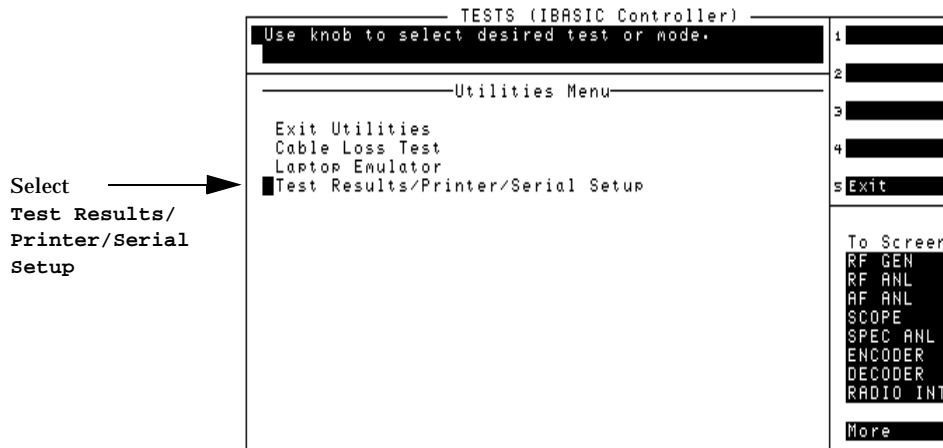 TESTS (IBASIC Controller)
Use knob to select desired test or mode.
Utilities Menu
Exit Utilities
Cable Loss Test
Laptop Emulator
Test Results/Printer/Serial Setup
Select
Test Results/
Printer/Serial
Setup
1
2
3
4
5 Exit
To Screen
RF GEN
RF ANL
AF ANL
SCOPE
SPEC ANL
ENCODER
DECODER
RADIO INT
More